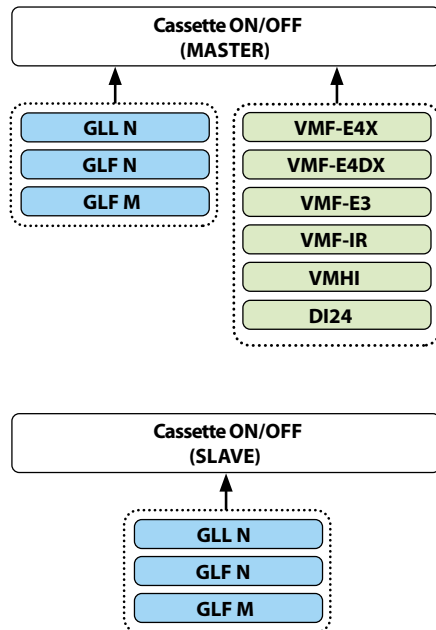 Cassette ON/OFF
(MASTER)
GLL N
GLF N
GLF M
VMF-E4X
VMF-E4DX
VMF-E3
VMF-IR
VMHI
DI24
Cassette ON/OFF
(SLAVE)
GLL N
GLF N
GLF M